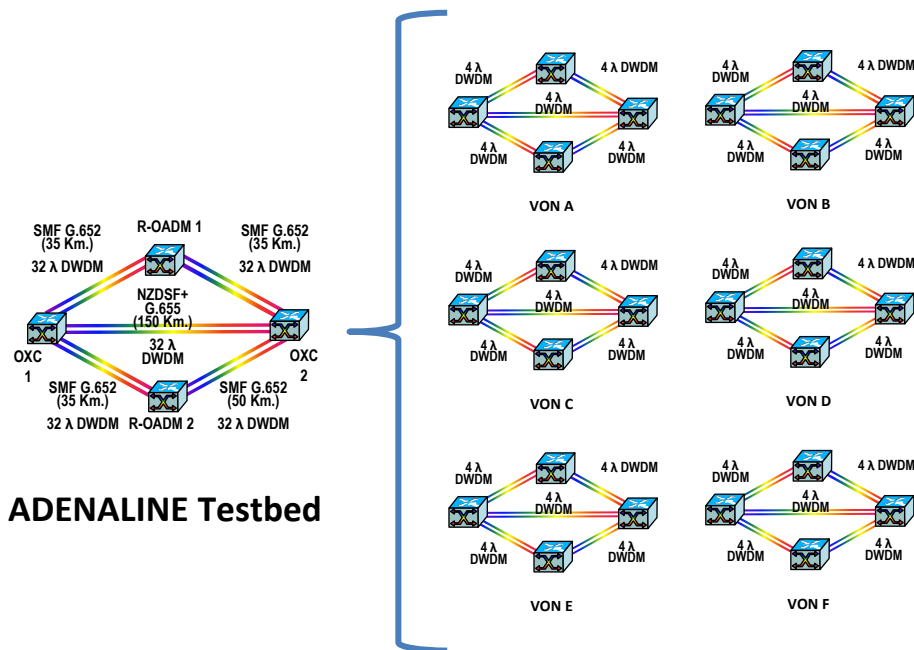 SMF G.652
(35 Km.)
32 λ DWDM
R-OADM 1
SMF G.652
(35 Km.)
32 λ DWDM
NZDSF+
G.655
(150 Km.)
32 λ
DWDM
OXC
1
OXC
2
SMF G.652
(35 Km.)
32 λ DWDM
R-OADM 2
SMF G.652
(50 Km.)
32 λ DWDM
ADENALINE Testbed
4 λ
DWDM
4 λ DWDM
4 λ
DWDM
4 λ
DWDM
4 λ
DWDM
VON A
4 λ
DWDM
4 λ DWDM
4 λ
DWDM
4 λ
DWDM
4 λ
DWDM
VON B
4 λ
DWDM
4 λ DWDM
4 λ
DWDM
4 λ
DWDM
4 λ
DWDM
VON C
4 λ
DWDM
4 λ DWDM
4 λ
DWDM
4 λ
DWDM
4 λ
DWDM
VON D
4 λ
DWDM
4 λ DWDM
4 λ
DWDM
4 λ
DWDM
4 λ
DWDM
VON E
4 λ
DWDM
4 λ DWDM
4 λ
DWDM
4 λ
DWDM
4 λ
DWDM
VON F